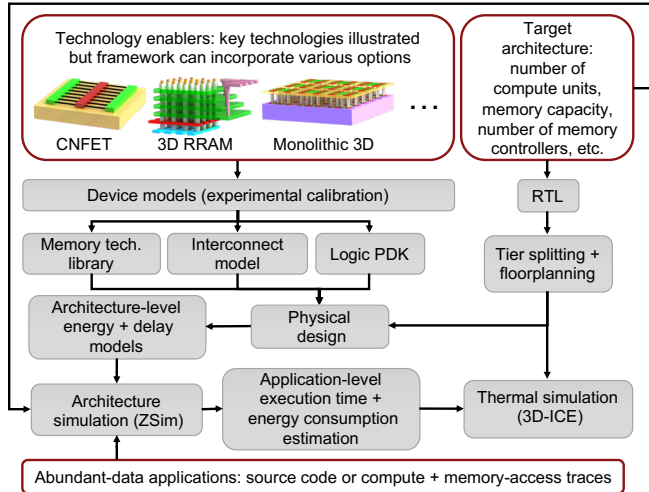 Technology enablers: key technologies illustrated
but framework can incorporate various options
CNFET
3D RRAM
Monolithic 3D
...
Target
architecture:
number of
compute units,
memory capacity,
number of memory
controllers, etc.
Device models (experimental calibration)
RTL
Memory tech.
library
Interconnect
model
Logic PDK
Tier splitting +
floorplanning
Architecture-level
energy + delay
models
Physical
design
Architecture
simulation (ZSim)
Application-level
execution time +
energy consumption
estimation
Thermal simulation
(3D-ICE)
Abundant-data applications: source code or compute + memory-access traces